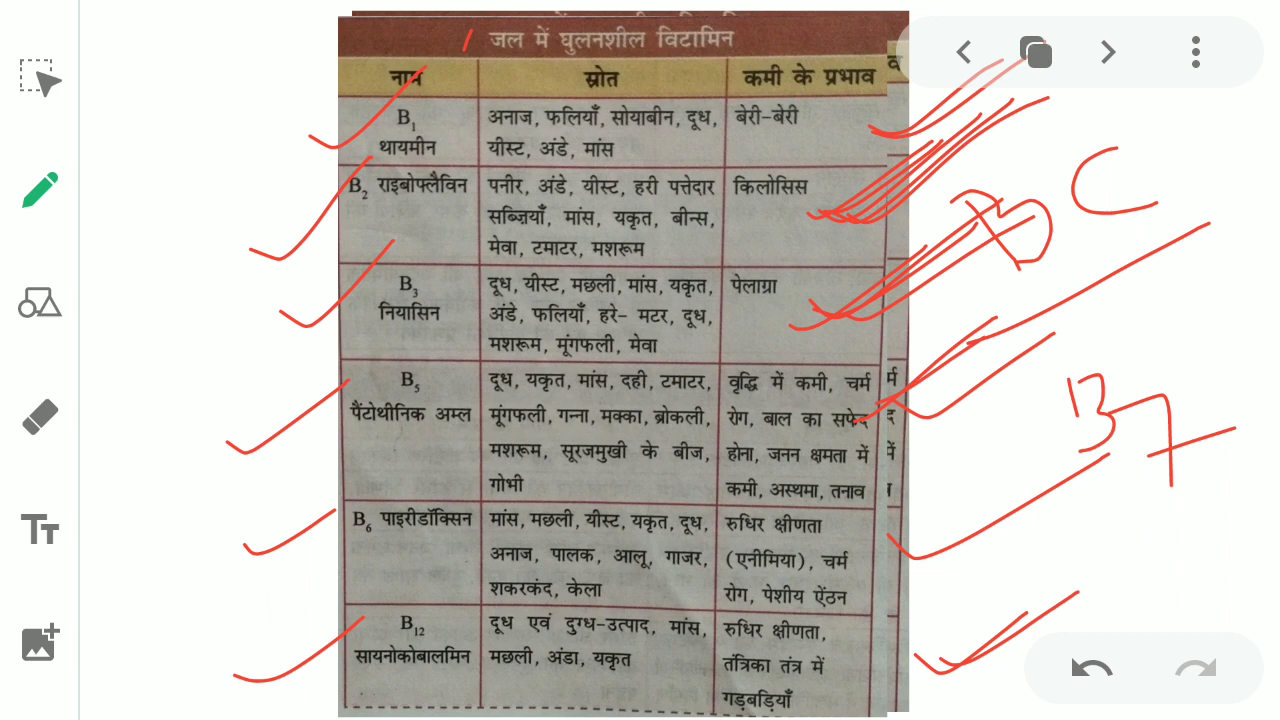 जल में घुलनशील विटामिन
नाम स्रोत कमी के प्रभाव
B1 थायमीन
अनाज, फलियाँ, सोयाबीन, दूध,
यीस्ट, अंडे, मांस
बेरी-बेरी
B2 राइबोफ्लैविन
पनीर, अंडे, यीस्ट, हरी पत्तेदार
सब्ज़ियाँ, मांस, यकृत, बीन्स,
मेवा, टमाटर, मशरूम
किलोसिस
B3
नियासिन
दूध, यीस्ट, मछली, मांस, यकृत,
अंडे, फलियाँ, हरे- मटर, दूध,
मशरूम, मूंगफली, मेवा
पेलाग्रा
B5
पैंटोथीनिक अम्ल
दूध, यकृत, मांस, दही, टमाटर,
मूंगफली, गन्ना, मक्का, ब्रोकली,
मशरूम, सूरजमुखी के बीज,
गोभी
वृद्धि में कमी, चर्म
रोग, बाल का सफेद
होना, जनन क्षमता में
कमी, अस्थमा, तनाव
B6 पाइरीडॉक्सिन
मांस, मछली, यीस्ट, यकृत, दूध,
अनाज, पालक, आलू, गाजर,
शकरकंद, केला
रुधिर क्षीणता
(एनीमिया), चर्म
रोग, पेशीय ऐंठन
B12
सायनोकोबालमिन
दूध एवं दुग्ध-उत्पाद, मांस,
मछली, अंडा, यकृत
रुधिर क्षीणता,
तंत्रिका तंत्र में
गड़बड़ियाँ
B C
B7
TT